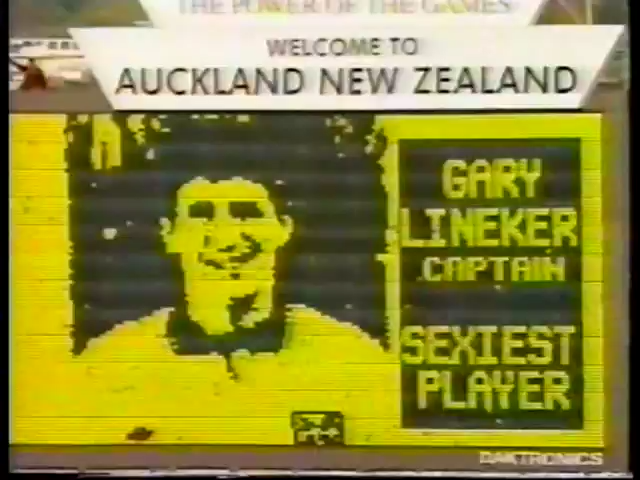 THE POWER OF THE GAMES
WELCOME TO
AUCKLAND NEW ZEALAND
GARY
LINEKER
CAPTAIN
SEXIEST
PLAYER
DAKTRONICS